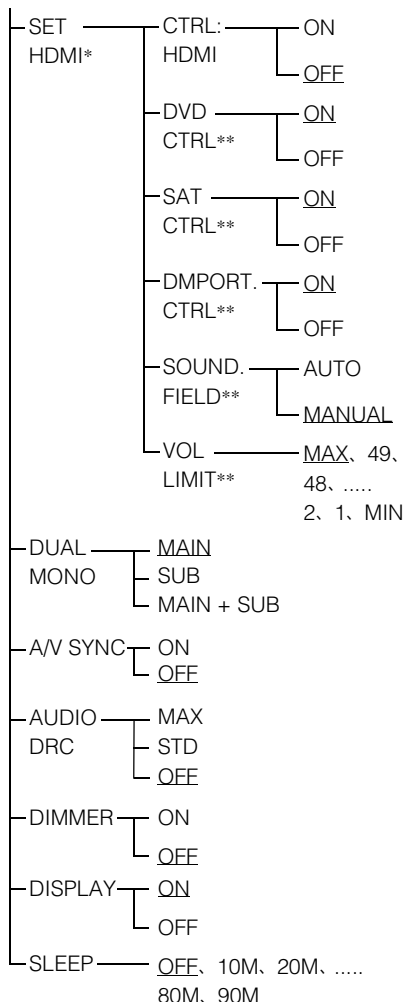 SET CTRL: ON
HDMI* HDMI
OFF
DVD ON
CTRL**
OFF
SAT ON
CTRL**
OFF
DMPORT. ON
CTRL**
OFF
SOUND. AUTO
FIELD**
MANUAL
VOL MAX、49、
LIMIT** 48、.....
2、1、MIN
DUAL MAIN
MONO SUB
MAIN + SUB
A/V SYNC ON
OFF
AUDIO MAX
DRC STD
OFF
DIMMER ON
OFF
DISPLAY ON
OFF
SLEEP OFF、10M、20M、.....
80M、90M